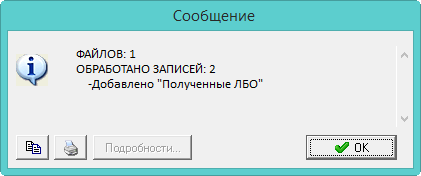 Сообщение
ФАЙЛОВ: 1
ОБРАБОТАНО ЗАПИСЕЙ: 2
-Добавлено "Полученные ЛБО"
Подробности...
OK